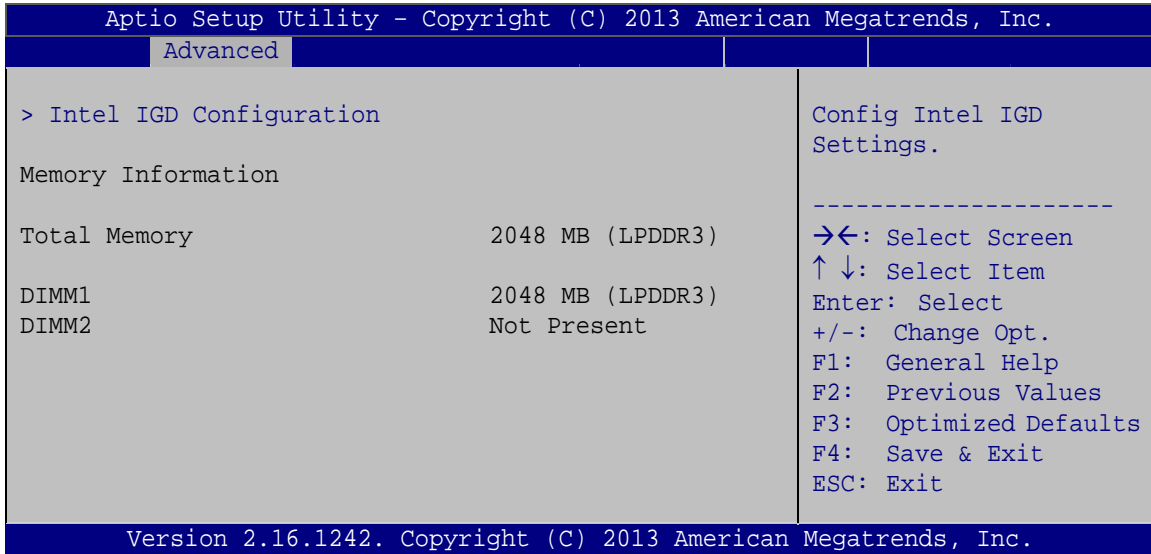 Aptio Setup Utility – Copyright (C) 2013 American Megatrends, Inc.
Advanced
> Intel IGD Configuration
Memory Information
Total Memory 2048 MB (LPDDR3)
DIMM1 2048 MB (LPDDR3)
DIMM2 Not Present
Config Intel IGD
Settings.
---------------------
→←: Select Screen
↑ ↓: Select Item
Enter: Select
+/-: Change Opt.
F1: General Help
F2: Previous Values
F3: Optimized Defaults
F4: Save & Exit
ESC: Exit
Version 2.16.1242. Copyright (C) 2013 American Megatrends, Inc.